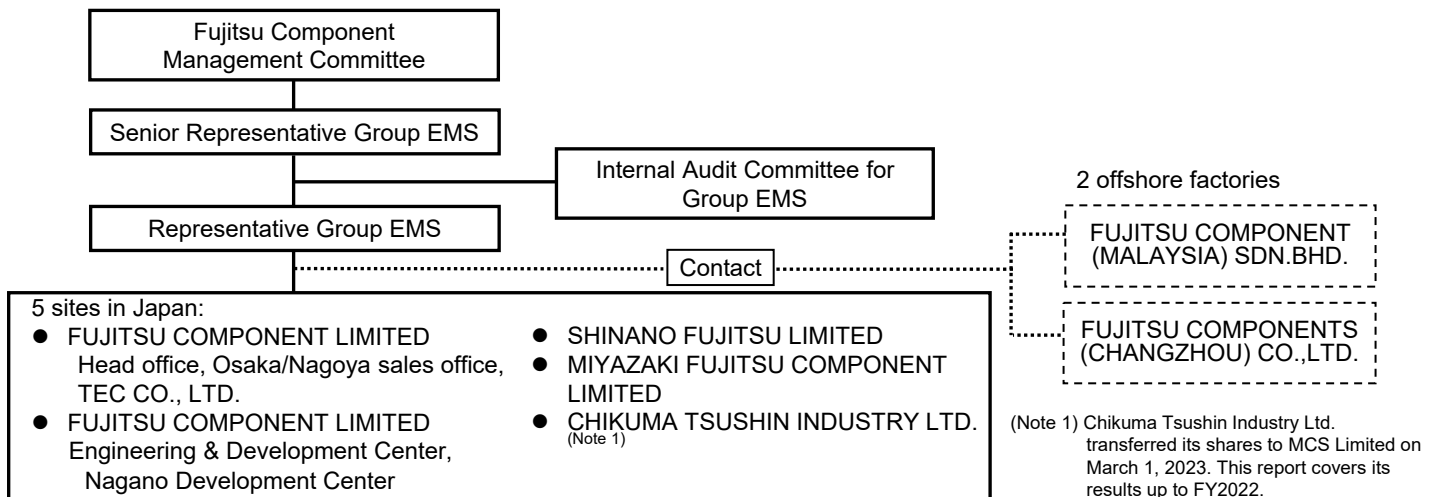 Fujitsu Component
Management Committee
Senior Representative Group EMS
Internal Audit Committee for
Group EMS
Representative Group EMS
Contact
2 offshore factories
FUJITSU COMPONENT
(MALAYSIA) SDN.BHD.
FUJITSU COMPONENTS
(CHANGZHOU) CO.,LTD.
5 sites in Japan:
● FUJITSU COMPONENT LIMITED
Head office, Osaka/Nagoya sales office,
TEC CO., LTD.
● FUJITSU COMPONENT LIMITED
Engineering & Development Center,
Nagano Development Center
● SHINANO FUJITSU LIMITED
● MIYAZAKI FUJITSU COMPONENT
LIMITED
● CHIKUMA TSUSHIN INDUSTRY LTD.
(Note 1)
(Note 1) Chikuma Tsushin Industry Ltd.
transferred its shares to MCS Limited on
March 1, 2023. This report covers its
results up to FY2022.